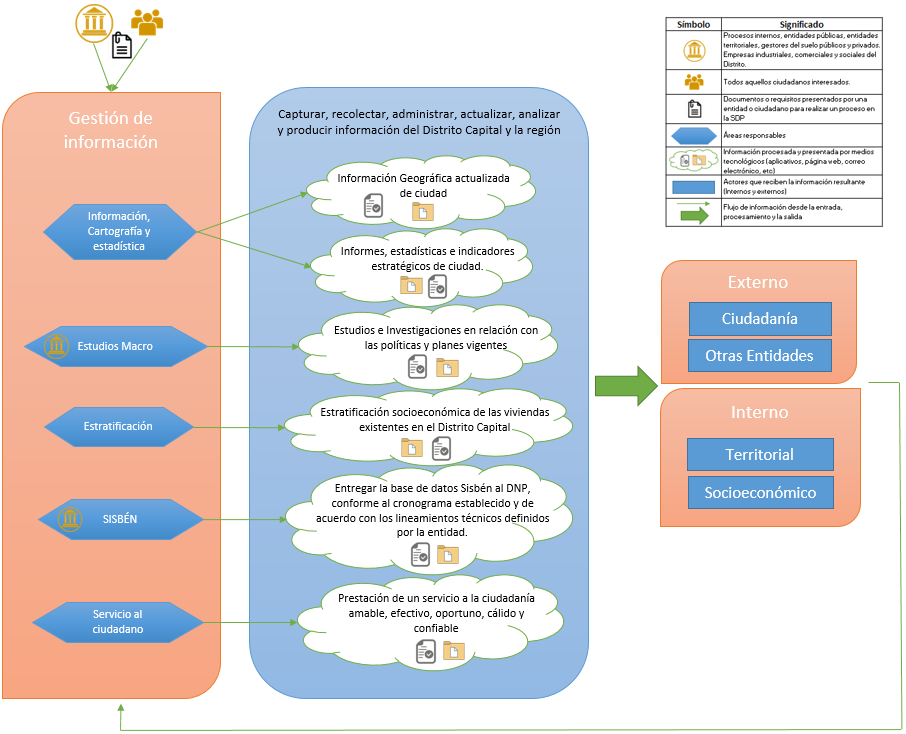 Gestión de
información
Información,
Cartografía y
estadística
Estudios Macro
Estratificación
SISBÉN
Servicio al
ciudadano
Capturar, recolectar, administrar, actualizar, analizar
y producir información del Distrito Capital y la región
Información Geográfica actualizada
de ciudad
Informes, estadísticas e indicadores
estratégicos de ciudad.
Estudios e Investigaciones en relación con
las políticas y planes vigentes
Estratificación socioeconómica de las viviendas
existentes en el Distrito Capital
Entregar la base de datos Sisbén al DNP,
conforme al cronograma establecido y de
acuerdo con los lineamientos técnicos definidos
por la entidad.
Prestación de un servicio a la ciudadanía
amable, efectivo, oportuno, cálido y
confiable
Símbolo Significado
Procesos internos, entidades públicas, entidades
territoriales, gestores del suelo públicos y privados.
Empresas industriales, comerciales y sociales del
Distrito.
Todos aquellos ciudadanos interesados.
Documentos o requisitos presentados por una
entidad o ciudadano para realizar un proceso en
la SDP
Áreas responsables
Información procesada y presentada por medios
tecnológicos (aplicativos, página web, correo
electrónico, etc)
Actores que reciben la información resultante
(Internos y externos)
Flujo de información desde la entrada,
procesamiento y la salida
Externo
Ciudadanía
Otras Entidades
Interno
Territorial
Socioeconómico